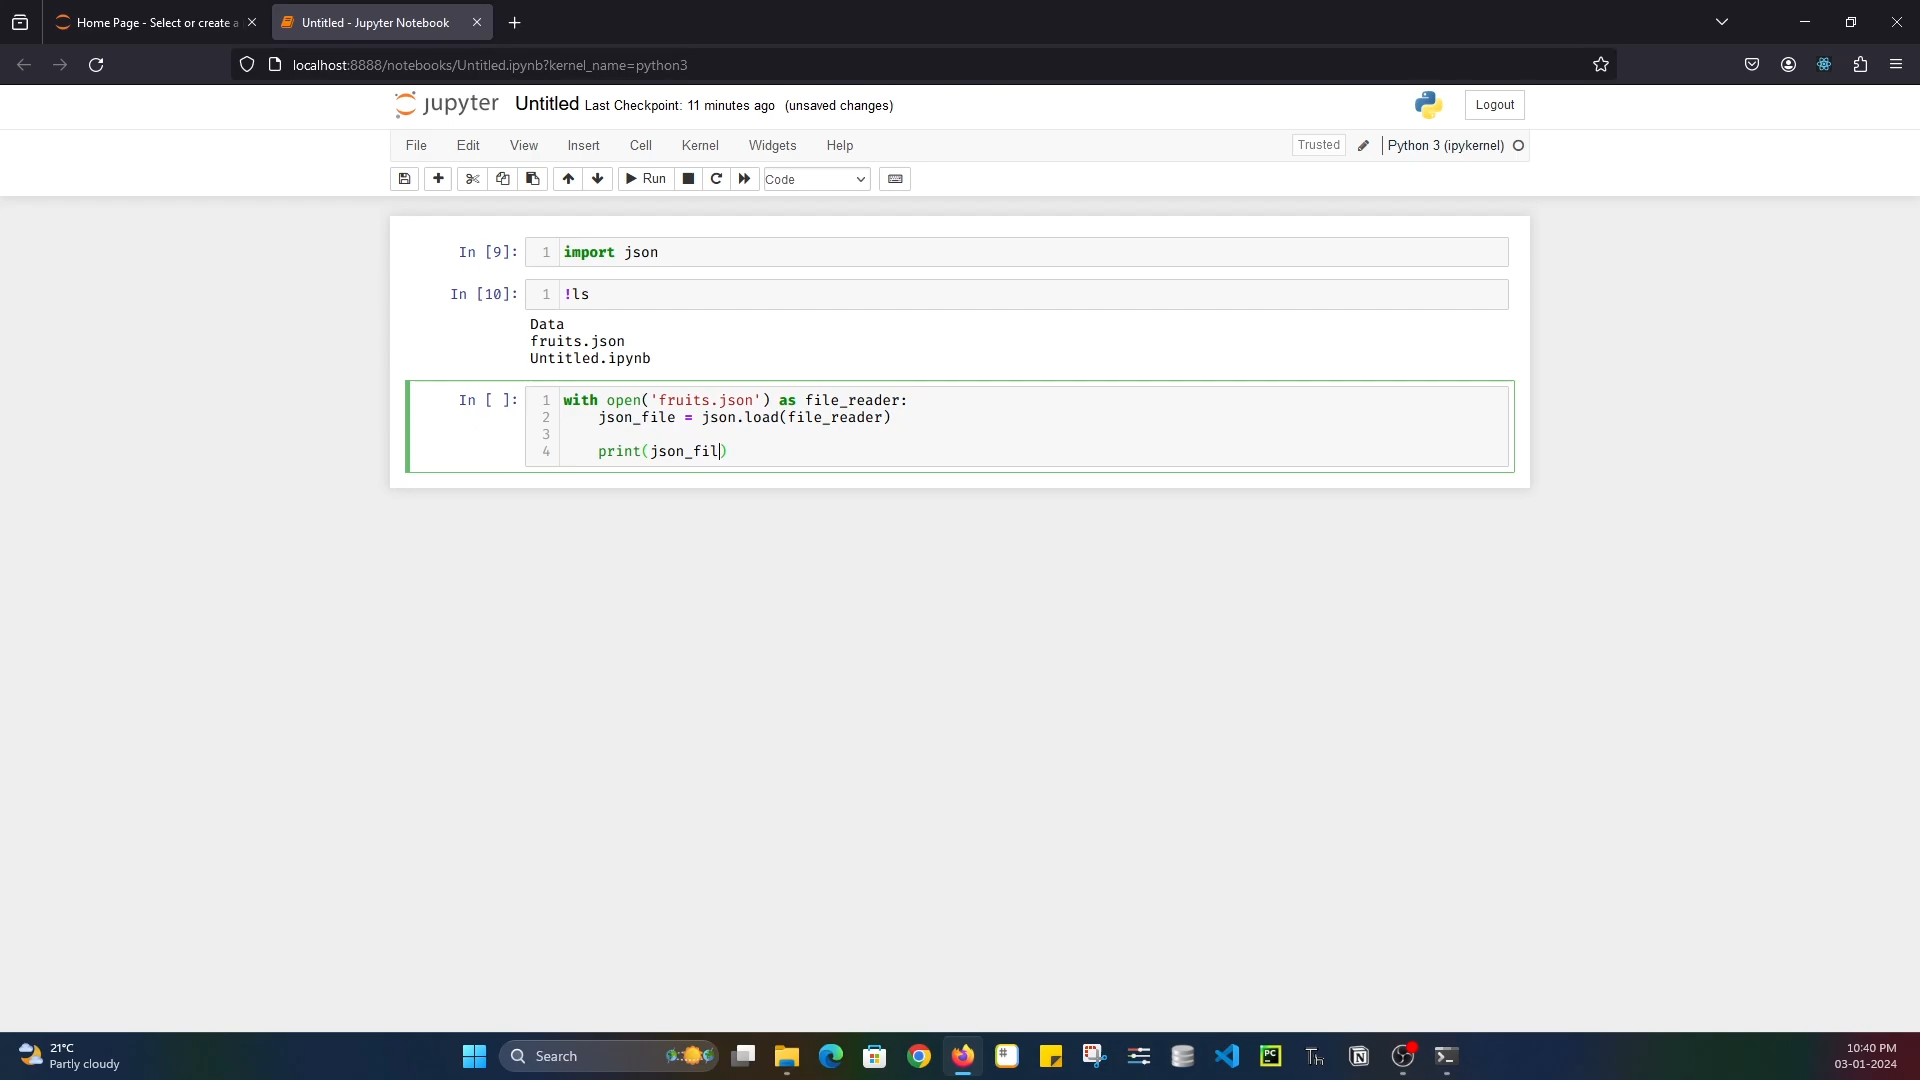 Home Page - Select or create a
Untitled - Jupyter Notebook
localhost:8888/notebooks/Untitled.ipynb?kernel_name=python3
jupyter Untitled Last Checkpoint: 11 minutes ago (unsaved changes)
Logout
File Edit View Insert Cell Kernel Widgets Help
Trusted Python 3 (ipykernel)
Run Code
In [9]: 1 import json
In [10]: 1 !ls
Data
fruits.json
Untitled.ipynb
In [ ]: 1 with open('fruits.json') as file_reader:
2 json_file = json.load(file_reader)
3
4 print(json_fil)
21°C
Partly cloudy
Search
PC
Th
N
10:40 PM
03-01-2024